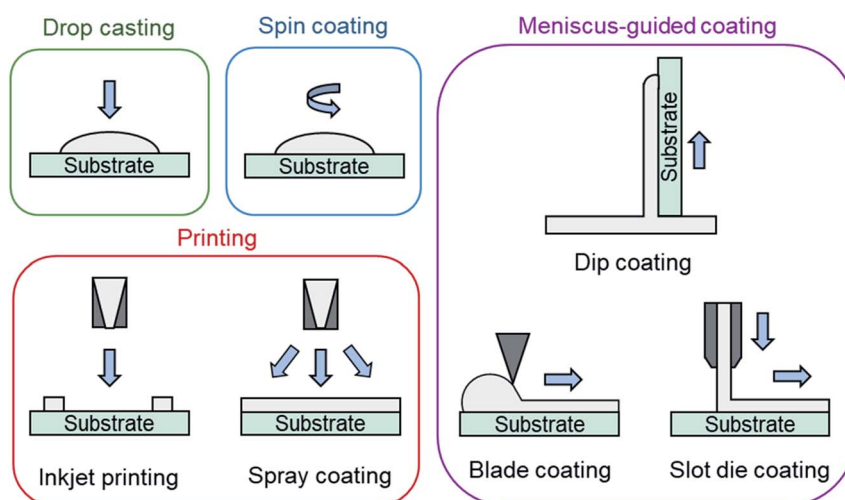 Drop casting
Substrate
Spin coating
Substrate
Printing
Substrate
Inkjet printing
Substrate
Spray coating
Meniscus-guided coating
Substrate
Dip coating
Substrate
Blade coating
Substrate
Slot die coating